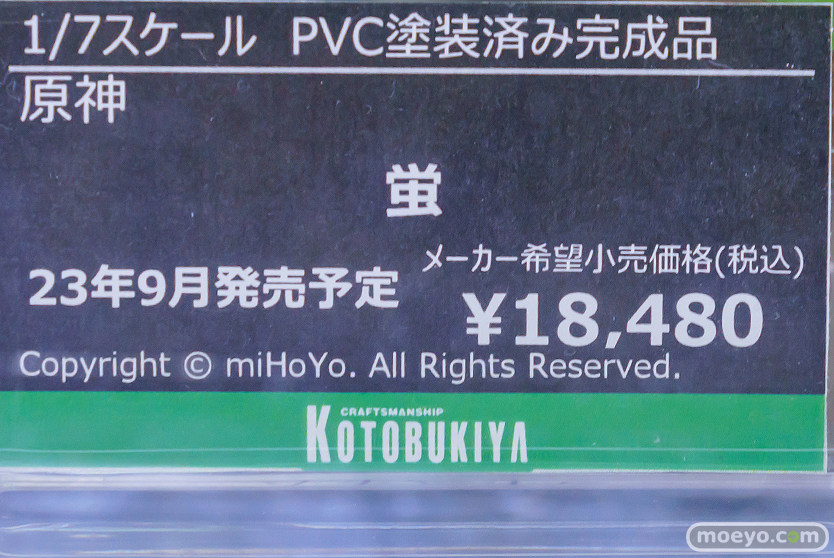 1/7スケール PVC塗装済み完成品
原神
蛍
メーカー希望小売価格(税込)
23年9月発売予定
¥18,480
Copyright © miHoYo. All Rights Reserved.
CRAFTSMANSHIP
KOTOBUKIYA
moeyo.com